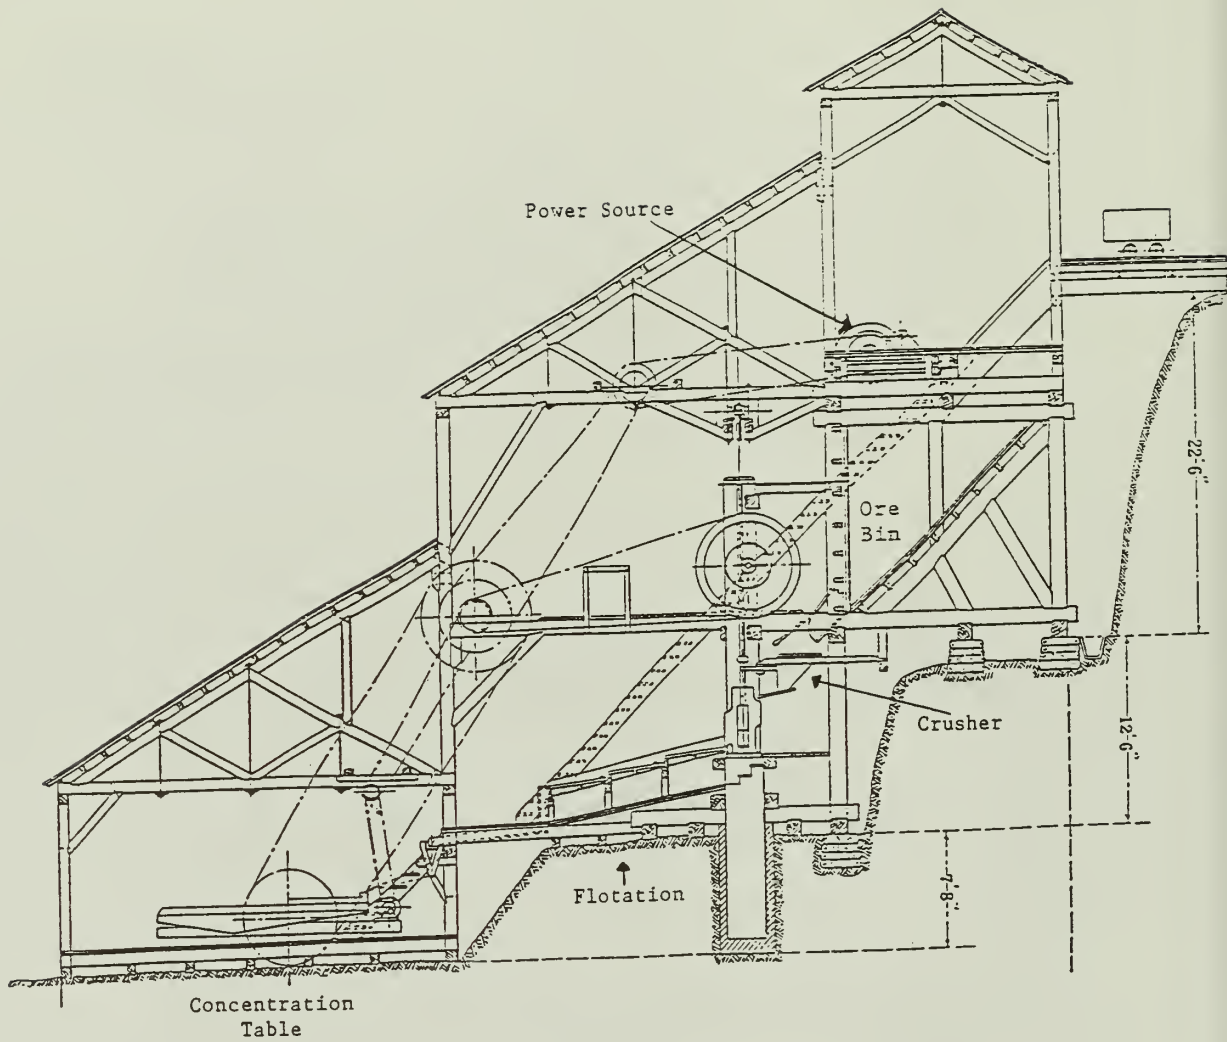 Power Source
Ore
Bin
22'6"
Crusher
12'6"
7'8"
Flotation
Concentration
Table